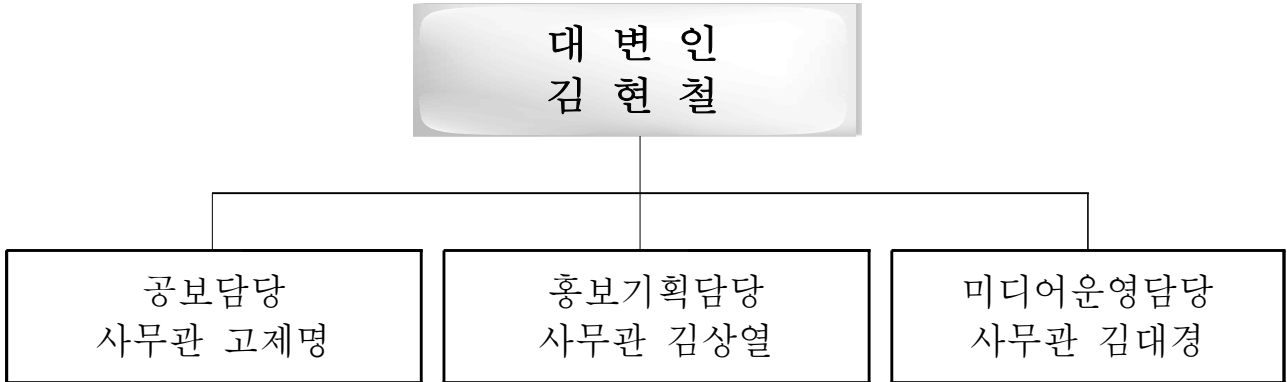 대 변 인
김 현 철
공보담당
사무관 고제명
홍보기획담당
사무관 김상열
미디어운영담당
사무관 김대경